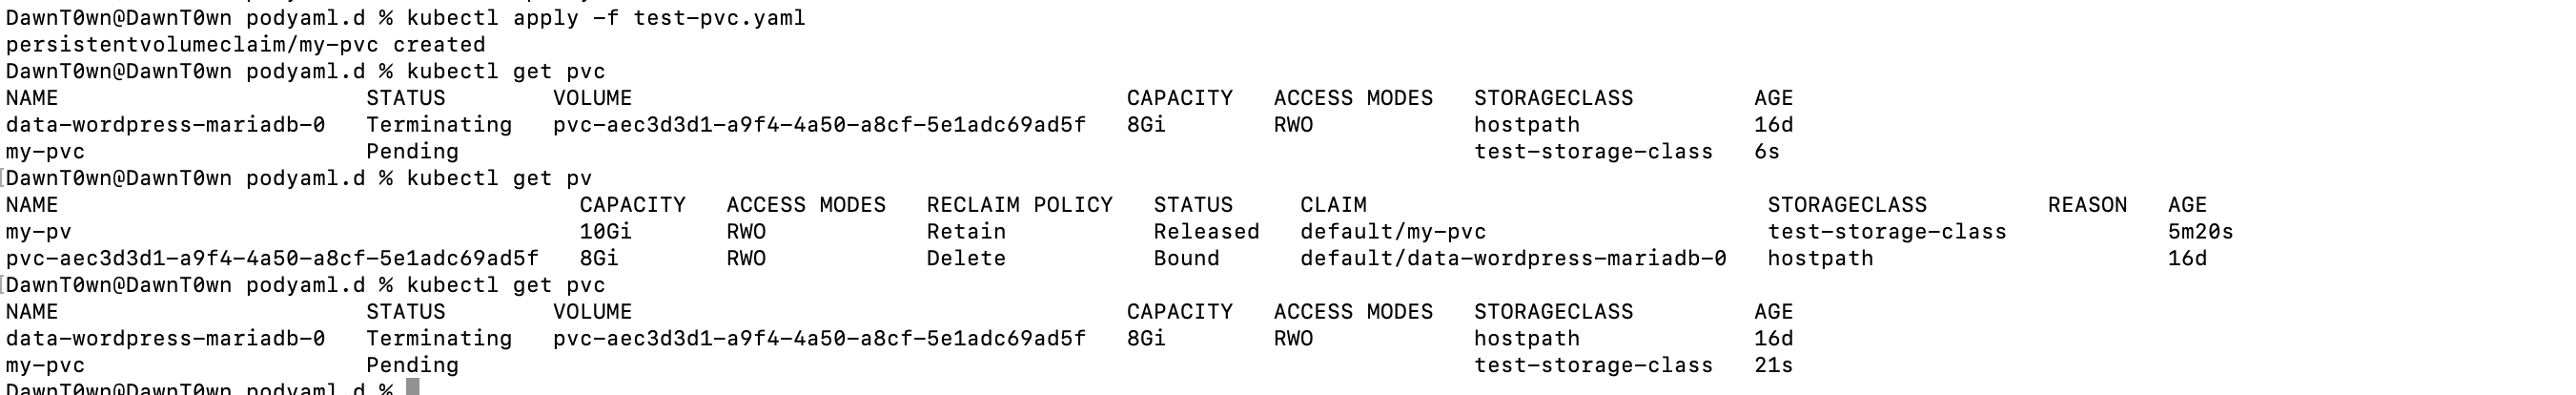 DawnT0wn@DawnT0wn podyaml.d % kubectl apply -f test-pvc.yaml
persistentvolumeclaim/my-pvc created
DawnT0wn@DawnT0wn podyaml.d % kubectl get pvc
NAME STATUS VOLUME CAPACITY ACCESS MODES STORAGECLASS AGE
data-wordpress-mariadb-0 Terminating pvc-aec3d3d1-a9f4-4a50-a8cf-5e1adc69ad5f 8Gi RWO hostpath 16d
my-pvc Pending test-storage-class 6s
[DawnT0wn@DawnT0wn podyaml.d % kubectl get pv
NAME CAPACITY ACCESS MODES RECLAIM POLICY STATUS CLAIM STORAGECLASS REASON AGE
my-pv 10Gi RWO Retain Released default/my-pvc test-storage-class 5m20s
pvc-aec3d3d1-a9f4-4a50-a8cf-5e1adc69ad5f 8Gi RWO Delete Bound default/data-wordpress-mariadb-0 hostpath 16d
[DawnT0wn@DawnT0wn podyaml.d % kubectl get pvc
NAME STATUS VOLUME CAPACITY ACCESS MODES STORAGECLASS AGE
data-wordpress-mariadb-0 Terminating pvc-aec3d3d1-a9f4-4a50-a8cf-5e1adc69ad5f 8Gi RWO hostpath 16d
my-pvc Pending test-storage-class 21s
DawnT0wn@DawnT0wn podyaml.d %